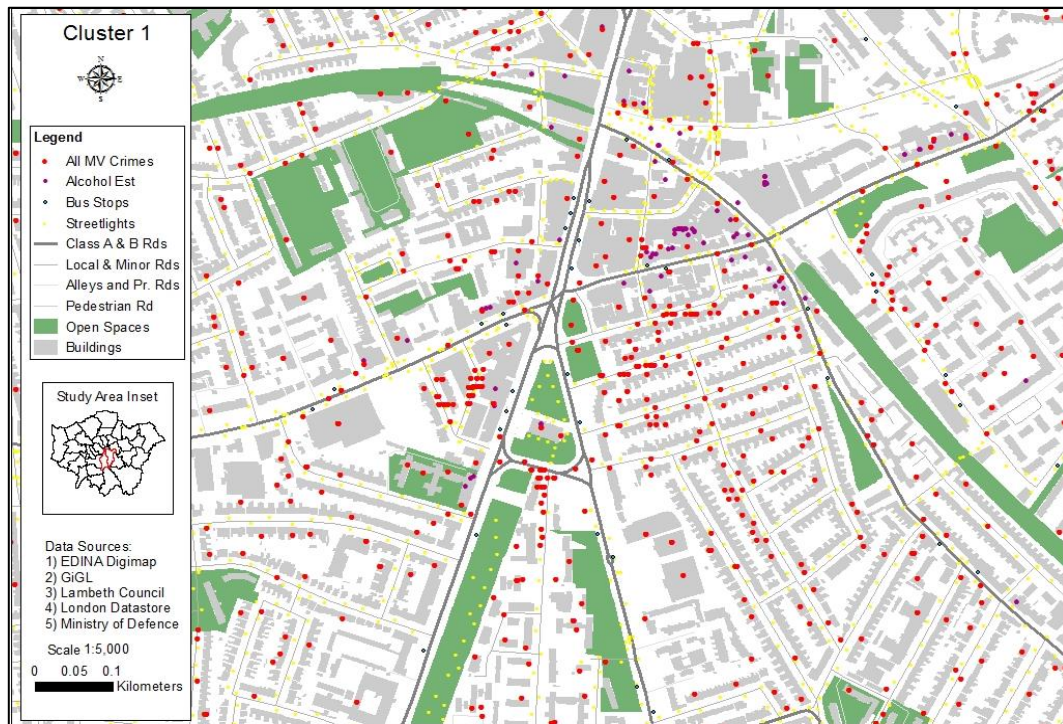 Cluster 1
N
W E
S
Legend
All MV Crimes
Alcohol Est
Bus Stops
Streetlights
Class A & B Rds
Local & Minor Rds
Alleys and Pr. Rds
Pedestrian Rd
Open Spaces
Buildings
Study Area Inset
Data Sources:
1) EDINA Digimap
2) GiGL
3) Lambeth Council
4) London Datastore
5) Ministry of Defence
Scale 1:5,000
0 0.05 0.1
Kilometers